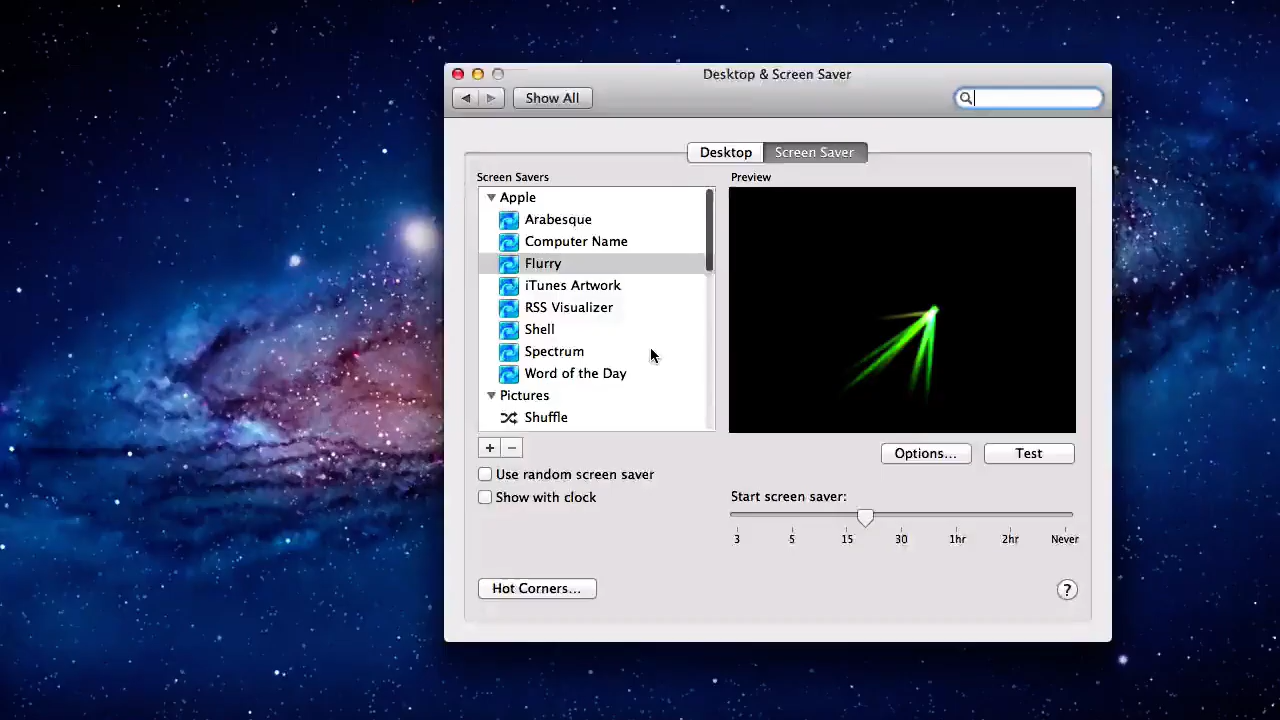 Desktop & Screen Saver
Show All
Desktop
Screen Saver
Screen Savers
Apple
Arabesque
Computer Name
Flurry
iTunes Artwork
RSS Visualizer
Shell
Spectrum
Word of the Day
Pictures
Shuffle
+ −
Use random screen saver
Show with clock
Hot Corners...
Preview
Options...
Test
Start screen saver:
3 5 15 30 1hr 2hr Never
?